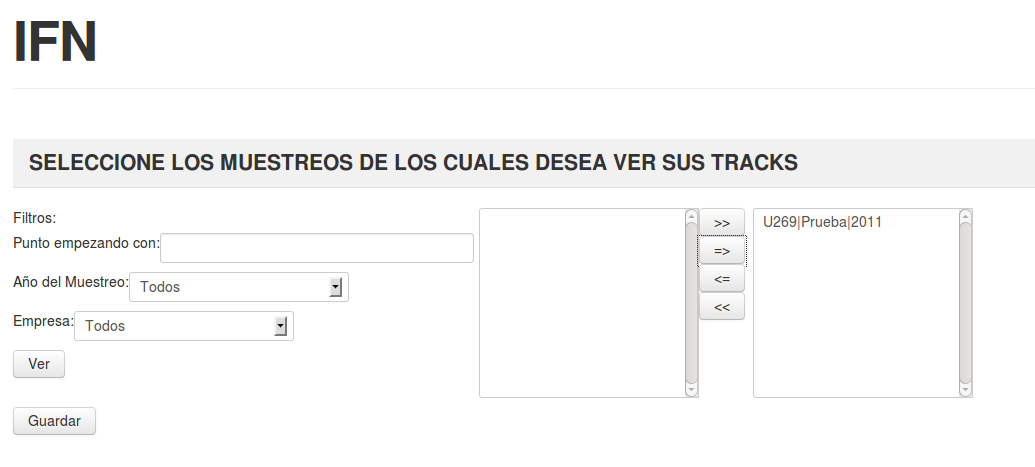 IFN
SELECCIONE LOS MUESTREOS DE LOS CUALES DESEA VER SUS TRACKS
Filtros:
Punto empezando con:
Año del Muestreo: Todos
Empresa: Todos
Ver
Guardar
>>
=>
<=
<<
U269|Prueba|2011